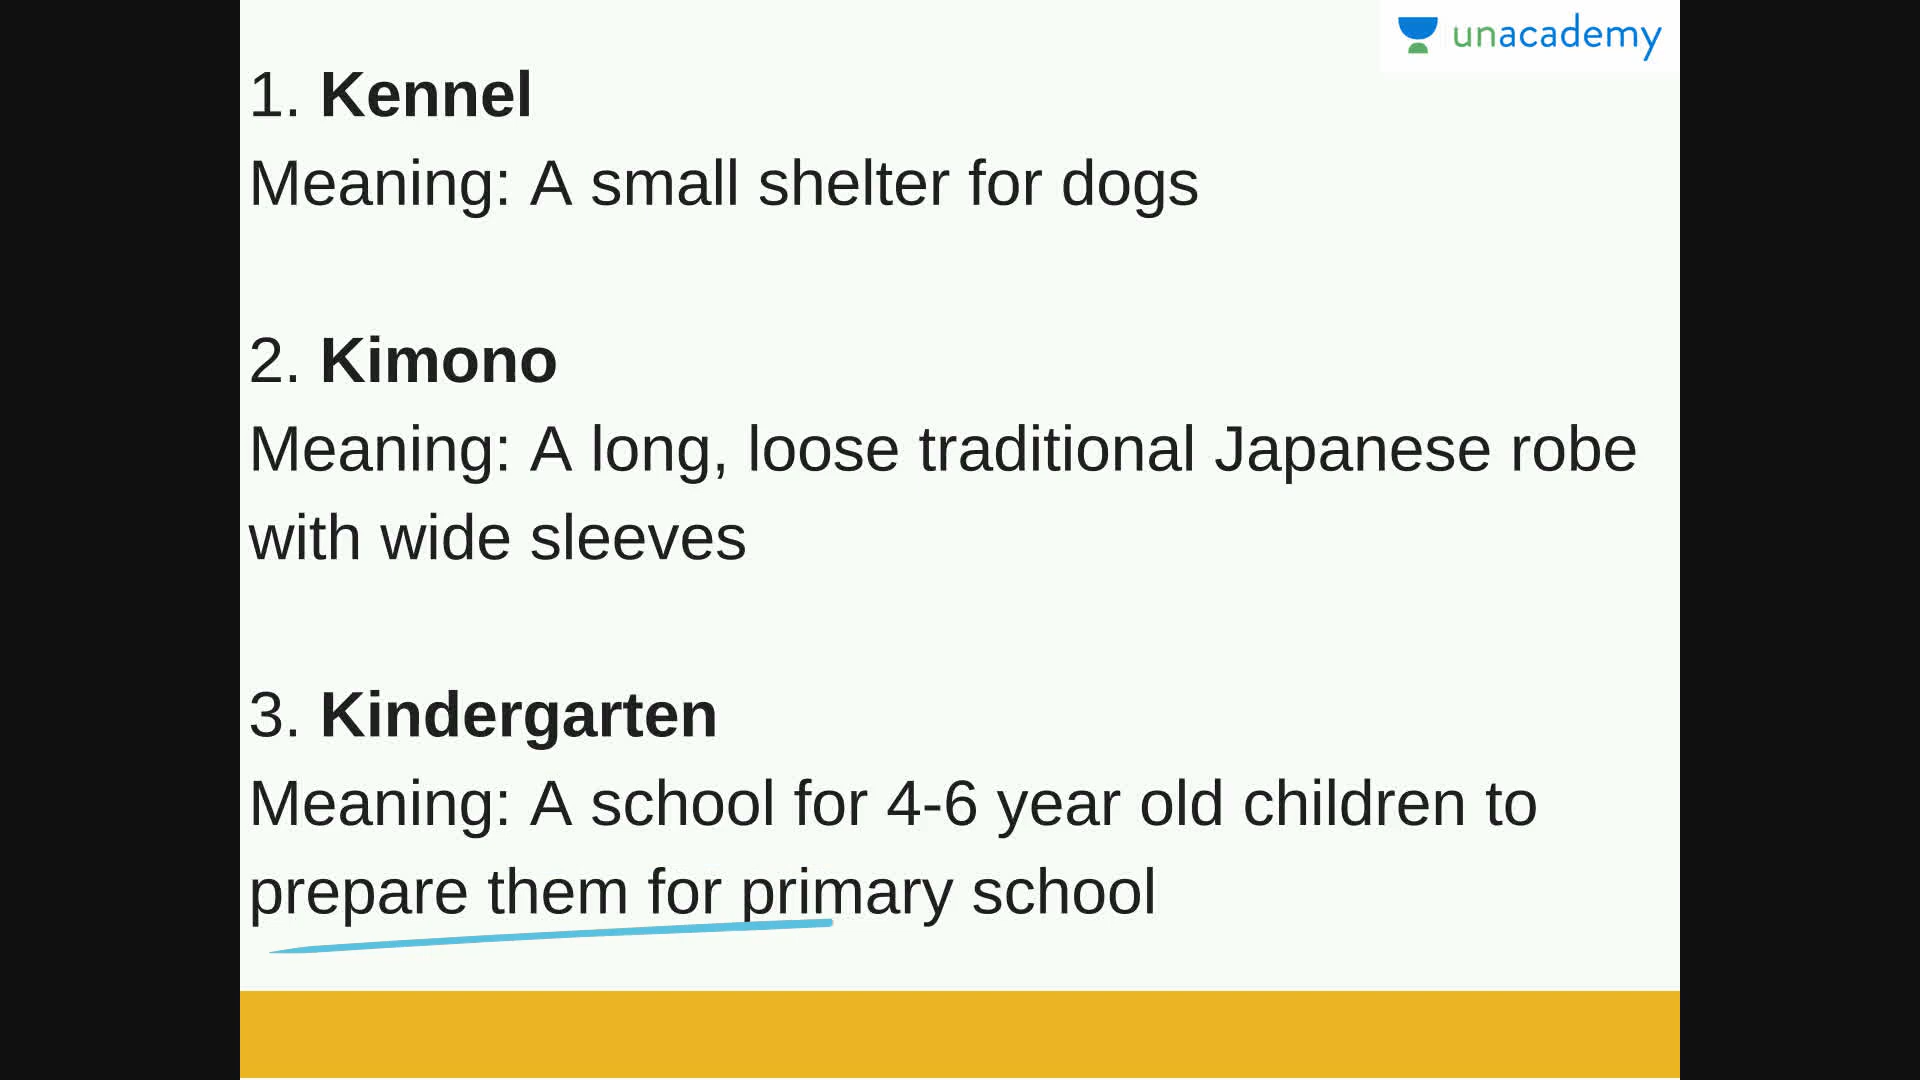 unacademy
1. Kennel
Meaning: A small shelter for dogs
2. Kimono
Meaning: A long, loose traditional Japanese robe
with wide sleeves
3. Kindergarten
Meaning: A school for 4-6 year old children to
prepare them for primary school